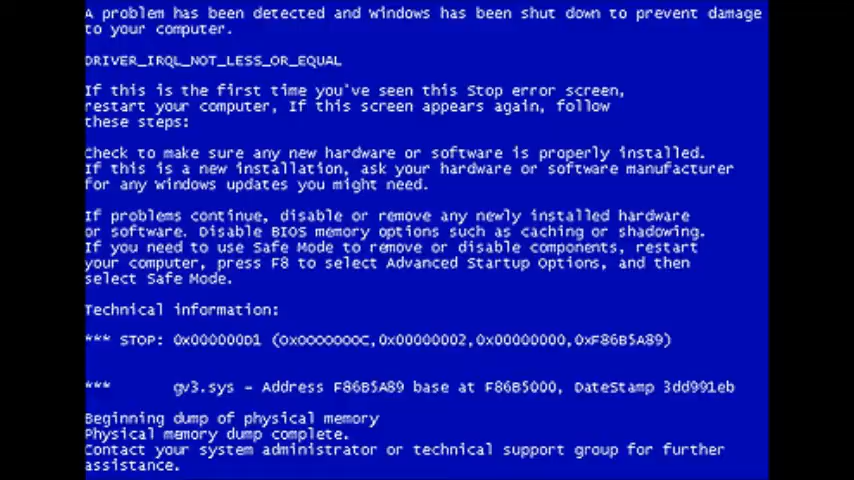 A problem has been detected and Windows has been shut down to prevent damage
to your computer.
DRIVER_IRQL_NOT_LESS_OR_EQUAL
If this is the first time you've seen this Stop error screen,
restart your computer, If this screen appears again, follow
these steps:
Check to make sure any new hardware or software is properly installed.
If this is a new installation, ask your hardware or software manufacturer
for any Windows updates you might need.
If problems continue, disable or remove any newly installed hardware
or software. Disable BIOS memory options such as caching or shadowing.
If you need to use Safe Mode to remove or disable components, restart
your computer, press F8 to select Advanced Startup Options, and then
select Safe Mode.
Technical information:
*** STOP: 0x000000D1 (0x0000000C,0x00000002,0x00000000,0xF86B5A89)
*** gv3.sys - Address F86B5A89 base at F86B5000, DateStamp 3dd991eb
Beginning dump of physical memory
Physical memory dump complete.
Contact your system administrator or technical support group for further
assistance.